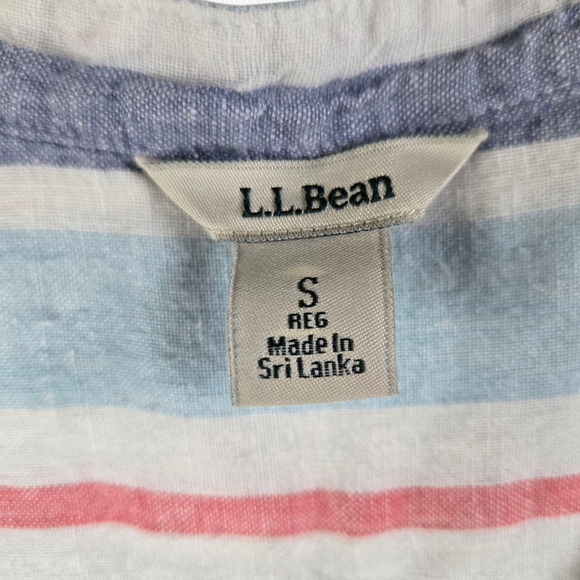 L.L.Bean
S
REG
Made In
Sri Lanka